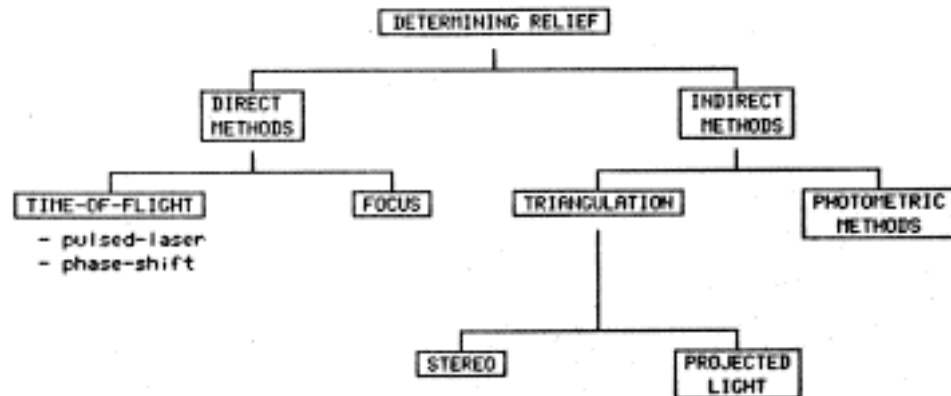 DETERMINING RELIEF
DIRECT
METHODS
INDIRECT
METHODS
TIME-OF-FLIGHT
- pulsed-laser
- phase-shift
FOCUS
TRIANGULATION
PHOTOMETRIC
METHODS
STEREO
PROJECTED
LIGHT